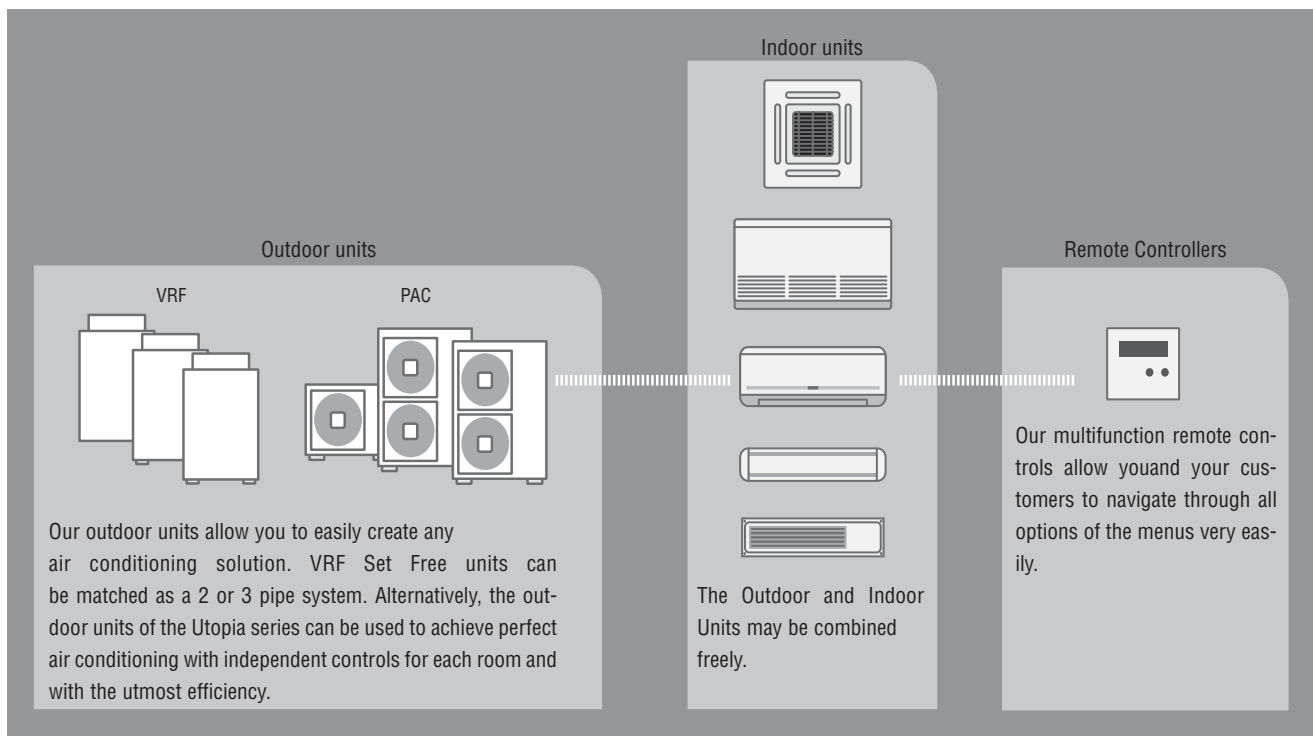 Indoor units
Outdoor units
Remote Controllers
VRF
PAC
Our outdoor units allow you to easily create any
air conditioning solution. VRF Set Free units can
be matched as a 2 or 3 pipe system. Alternatively, the out-
door units of the Utopia series can be used to achieve perfect
air conditioning with independent controls for each room and
with the utmost efficiency.
The Outdoor and Indoor
Units may be combined
freely.
Our multifunction remote con-
trols allow youand your cus-
tomers to navigate through all
options of the menus very eas-
ily.